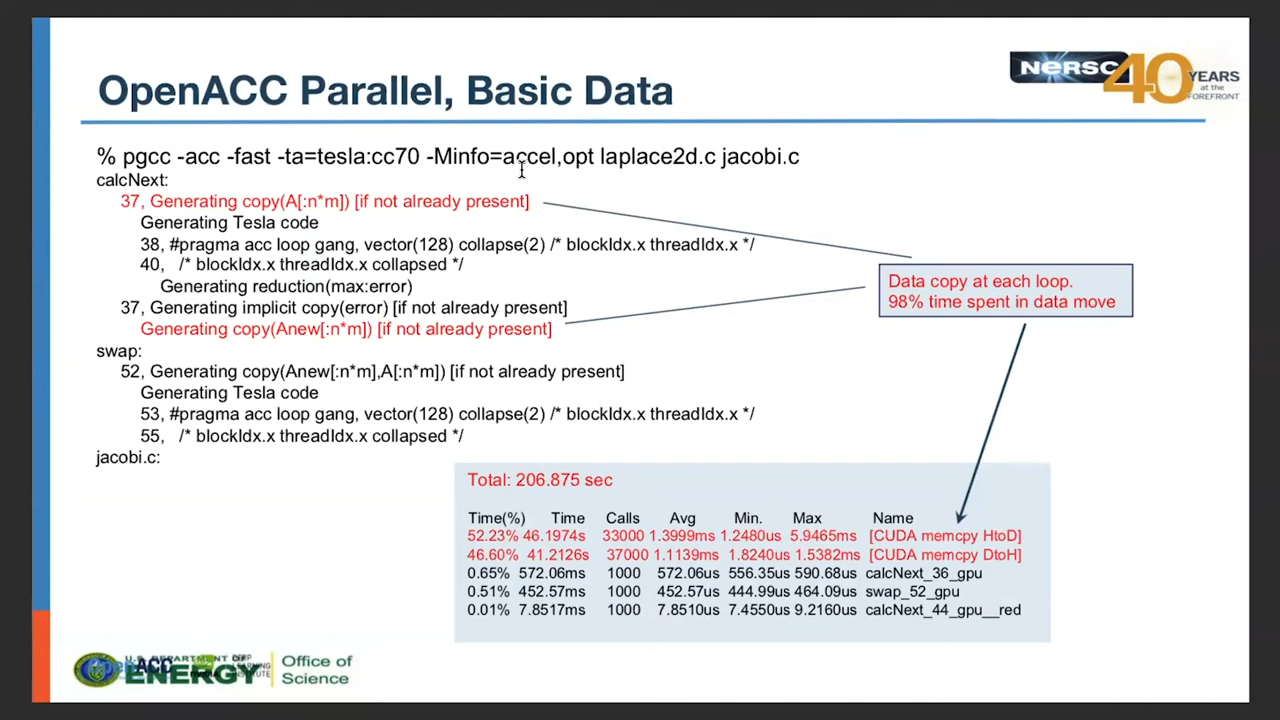 OpenACC Parallel, Basic Data
NERSC 40 YEARS
at the
FOREFRONT
% pgcc -acc -fast -ta=tesla:cc70 -Minfo=accel,opt laplace2d.c jacobi.c
calcNext:
37, Generating copy(A[:n*m]) [if not already present]
Generating Tesla code
38, #pragma acc loop gang, vector(128) collapse(2) /* blockIdx.x threadIdx.x */
40, /* blockIdx.x threadIdx.x collapsed */
Generating reduction(max:error)
37, Generating implicit copy(error) [if not already present]
Generating copy(Anew[:n*m]) [if not already present]
swap:
52, Generating copy(Anew[:n*m],A[:n*m]) [if not already present]
Generating Tesla code
53, #pragma acc loop gang, vector(128) collapse(2) /* blockIdx.x threadIdx.x */
55, /* blockIdx.x threadIdx.x collapsed */
jacobi.c:
Data copy at each loop.
98% time spent in data move
Total: 206.875 sec
Time(%) Time Calls Avg Min. Max Name
52.23% 46.1974s 33000 1.3999ms 1.2480us 5.9465ms [CUDA memcpy HtoD]
46.60% 41.2126s 37000 1.1139ms 1.8240us 1.5382ms [CUDA memcpy DtoH]
0.65% 572.06ms 1000 572.06us 556.35us 590.68us calcNext_36_gpu
0.51% 452.57ms 1000 452.57us 444.99us 464.09us swap_52_gpu
0.01% 7.8517ms 1000 7.8510us 7.4550us 9.2160us calcNext_44_gpu__red
U.S. DEPARTMENT OF
ENERGY
OpenACC
Office of
Science